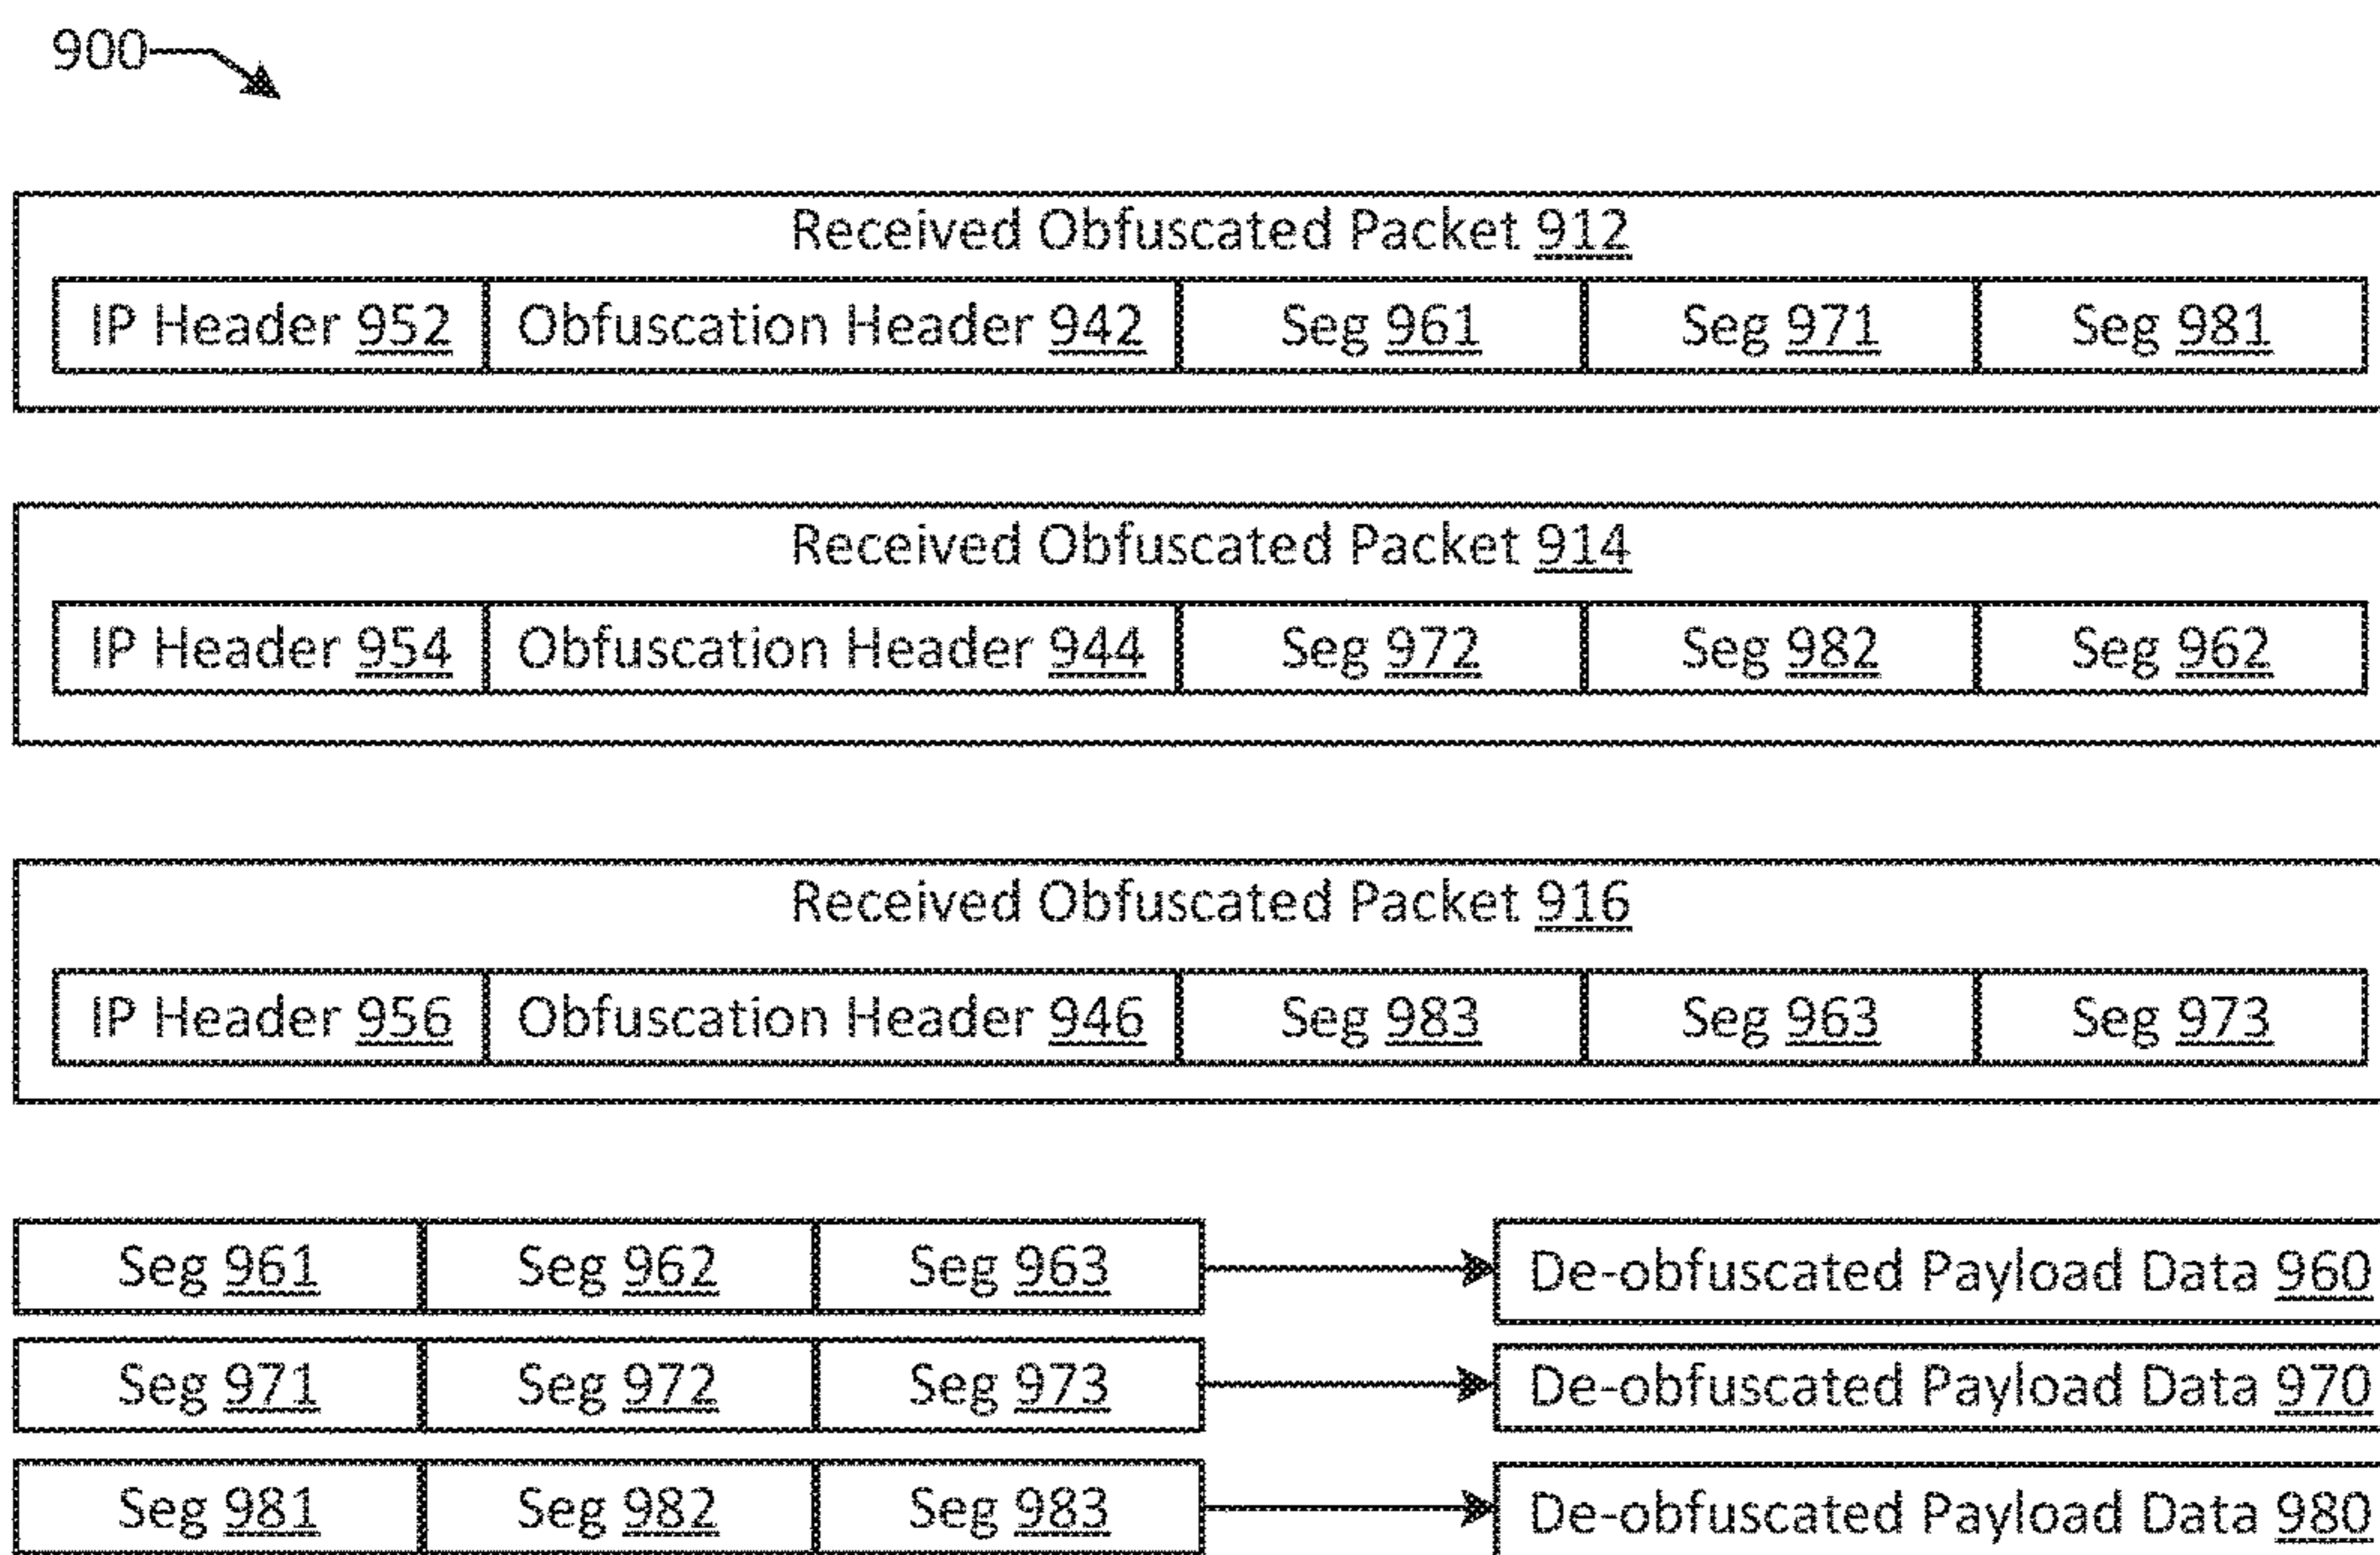 900
Received Obfuscated Packet 912
IP Header 952 Obfuscation Header 942 Seg 961 Seg 971 Seg 981
Received Obfuscated Packet 914
IP Header 954 Obfuscation Header 944 Seg 972 Seg 982 Seg 962
Received Obfuscated Packet 916
IP Header 956 Obfuscation Header 946 Seg 983 Seg 963 Seg 973
Seg 961 Seg 962 Seg 963 De-obfuscated Payload Data 960
Seg 971 Seg 972 Seg 973 De-obfuscated Payload Data 970
Seg 981 Seg 982 Seg 983 De-obfuscated Payload Data 980